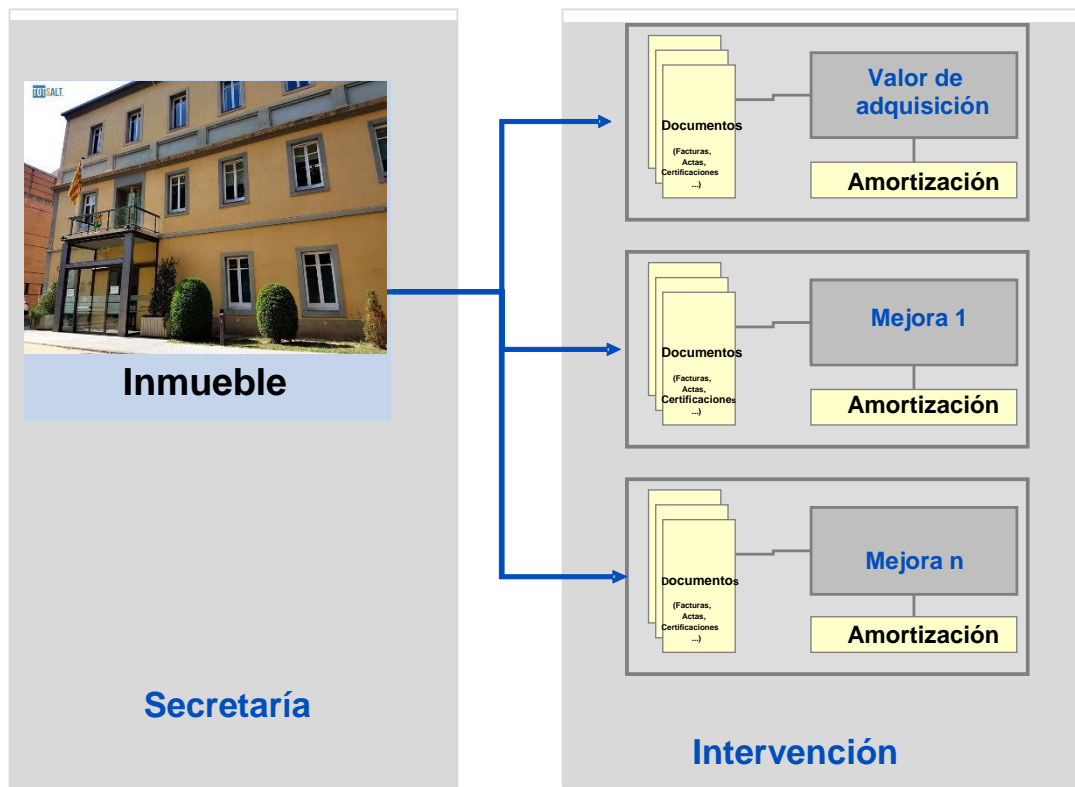 TOTSALT
Inmueble
Secretaría
Documentos
(Facturas,
Actas,
Certificaciones
...)
Valor de
adquisición
Amortización
Documentos
(Facturas,
Actas,
Certificaciones
...)
Mejora 1
Amortización
Documentos
(Facturas,
Actas,
Certificaciones
...)
Mejora n
Amortización
Intervención